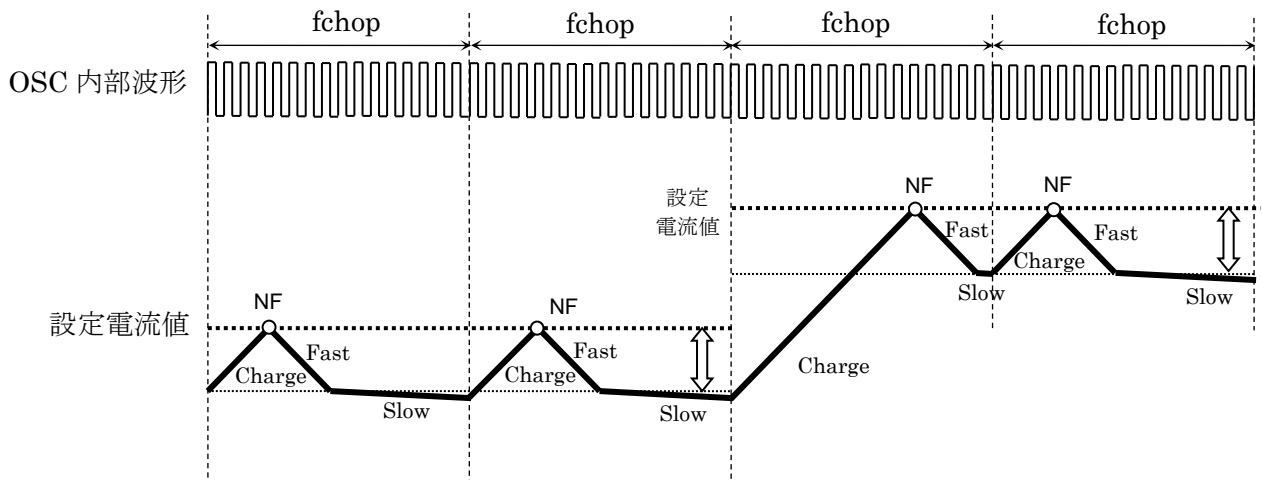 fchop
fchop
fchop
fchop
OSC 内部波形
設定
電流値
NF
NF
Fast
Fast
Charge
Slow
Slow
設定電流値
NF
NF
Fast
Fast
Charge
Charge
Charge
Slow
Slow